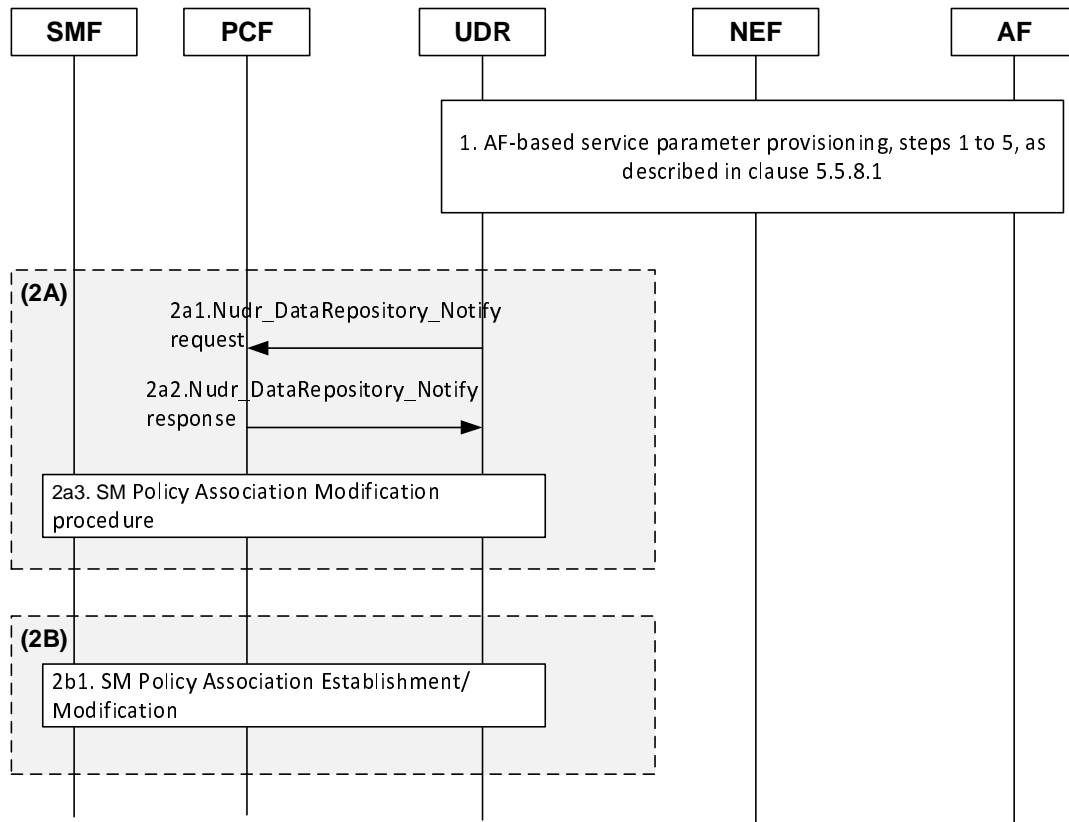 SMF PCF UDR NEF AF
1. AF-based service parameter provisioning, steps 1 to 5, as
described in clause 5.5.8.1
(2A)
2a1.Nudr_DataRepository_Notify
request
2a2.Nudr_DataRepository_Notify
response
2a3. SM Policy Association Modification
procedure
(2B)
2b1. SM Policy Association Establishment/
Modification